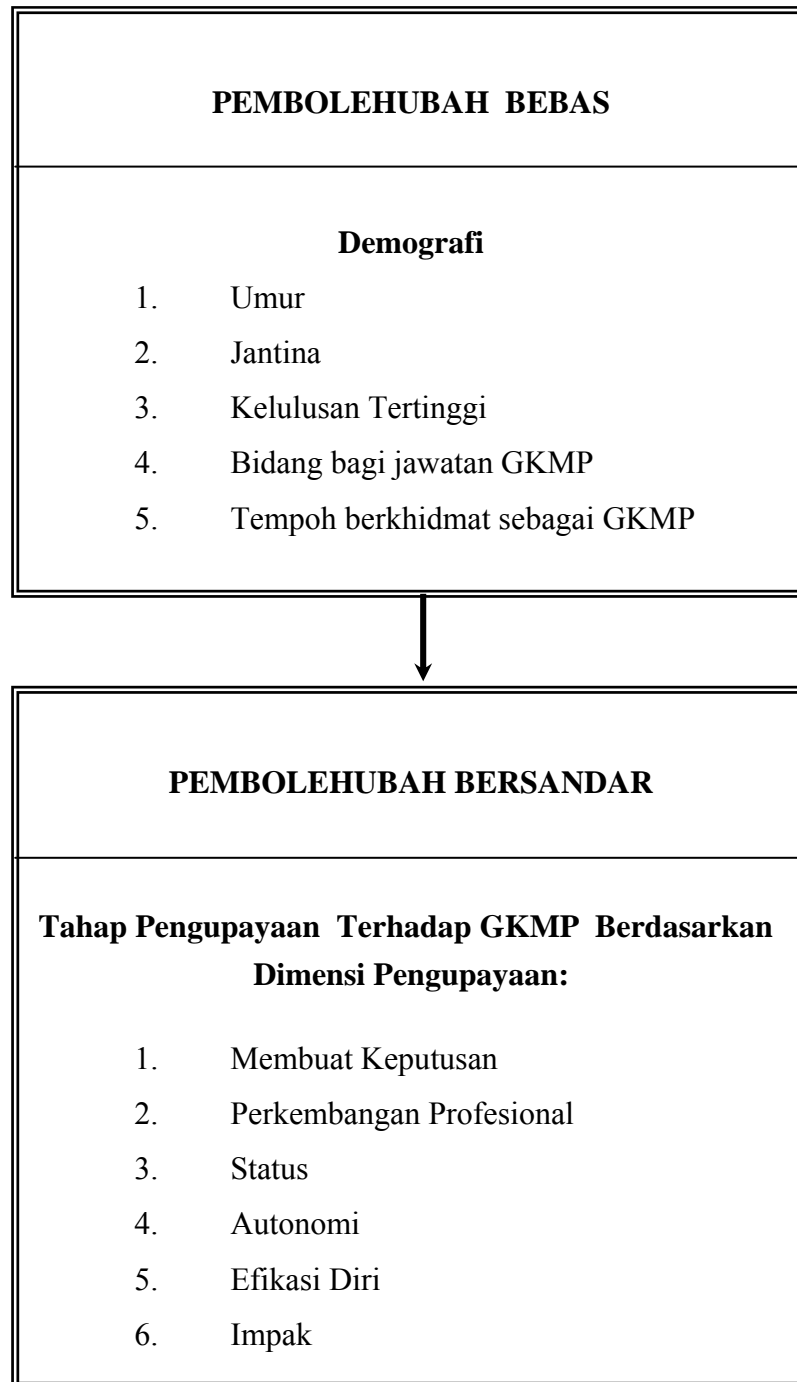 PEMBOLEHUBAH BEBAS
Demografi
1. Umur
2. Jantina
3. Kelulusan Tertinggi
4. Bidang bagi jawatan GKMP
5. Tempoh berkhidmat sebagai GKMP
PEMBOLEHUBAH BERSANDAR
Tahap Pengupayaan Terhadap GKMP Berdasarkan
Dimensi Pengupayaan:
1. Membuat Keputusan
2. Perkembangan Profesional
3. Status
4. Autonomi
5. Efikasi Diri
6. Impak